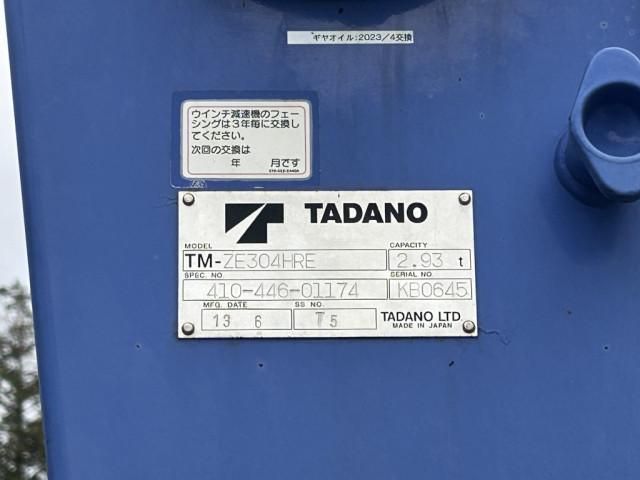 ギヤオイル:2023/4交換
ウインチ減速機のフェー
シングは3年毎に交換し
てください。
次回の交換は
年 月です
TADANO
MODEL CAPACITY
TM-ZE304HRE 2.93 t
SPEC. NO. SERIAL NO.
410-446-01174 KB0645
MFG. DATE SS NO.
13 6 T5 TADANO LTD.
MADE IN JAPAN